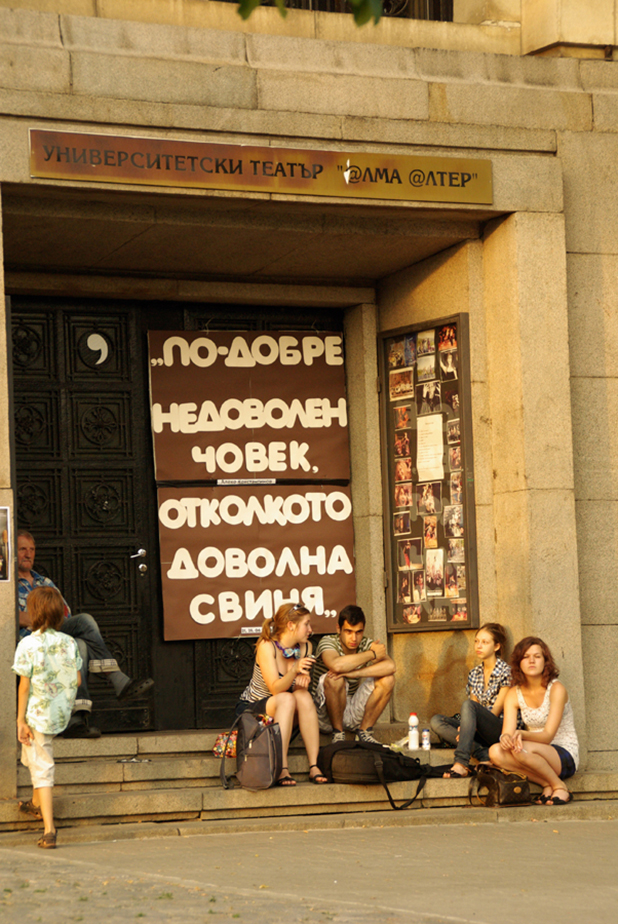 УНИВЕРСИТЕТСКИ ТЕАТЪР "@ЛМА @ЛТЕР"
„ПО-ДОБРЕ
НЕДОВОЛЕН
ЧОВЕК,
ОТКОЛКОТО
ДОВОЛНА
СВИНЯ„